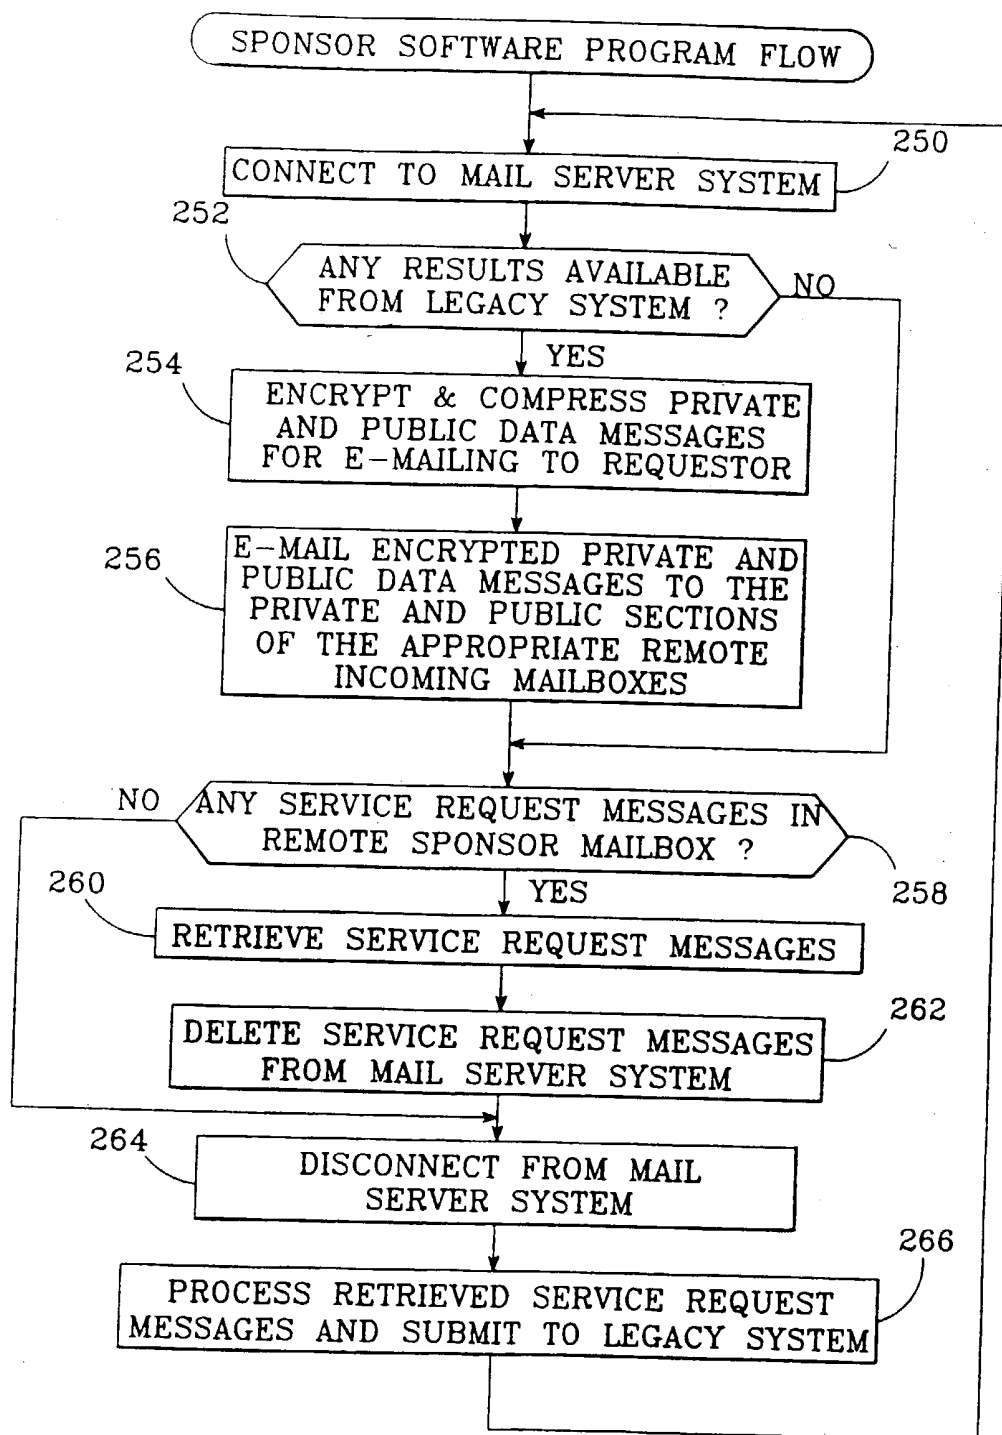 SPONSOR SOFTWARE PROGRAM FLOW
250
CONNECT TO MAIL SERVER SYSTEM
252
ANY RESULTS AVAILABLE
FROM LEGACY SYSTEM ?
NO
YES
254
ENCRYPT & COMPRESS PRIVATE
AND PUBLIC DATA MESSAGES
FOR E-MAILING TO REQUESTOR
256
E-MAIL ENCRYPTED PRIVATE AND
PUBLIC DATA MESSAGES TO THE
PRIVATE AND PUBLIC SECTIONS
OF THE APPROPRIATE REMOTE
INCOMING MAILBOXES
NO
ANY SERVICE REQUEST MESSAGES IN
REMOTE SPONSOR MAILBOX ?
258
YES
260
RETRIEVE SERVICE REQUEST MESSAGES
262
DELETE SERVICE REQUEST MESSAGES
FROM MAIL SERVER SYSTEM
264
DISCONNECT FROM MAIL
SERVER SYSTEM
266
PROCESS RETRIEVED SERVICE REQUEST
MESSAGES AND SUBMIT TO LEGACY SYSTEM